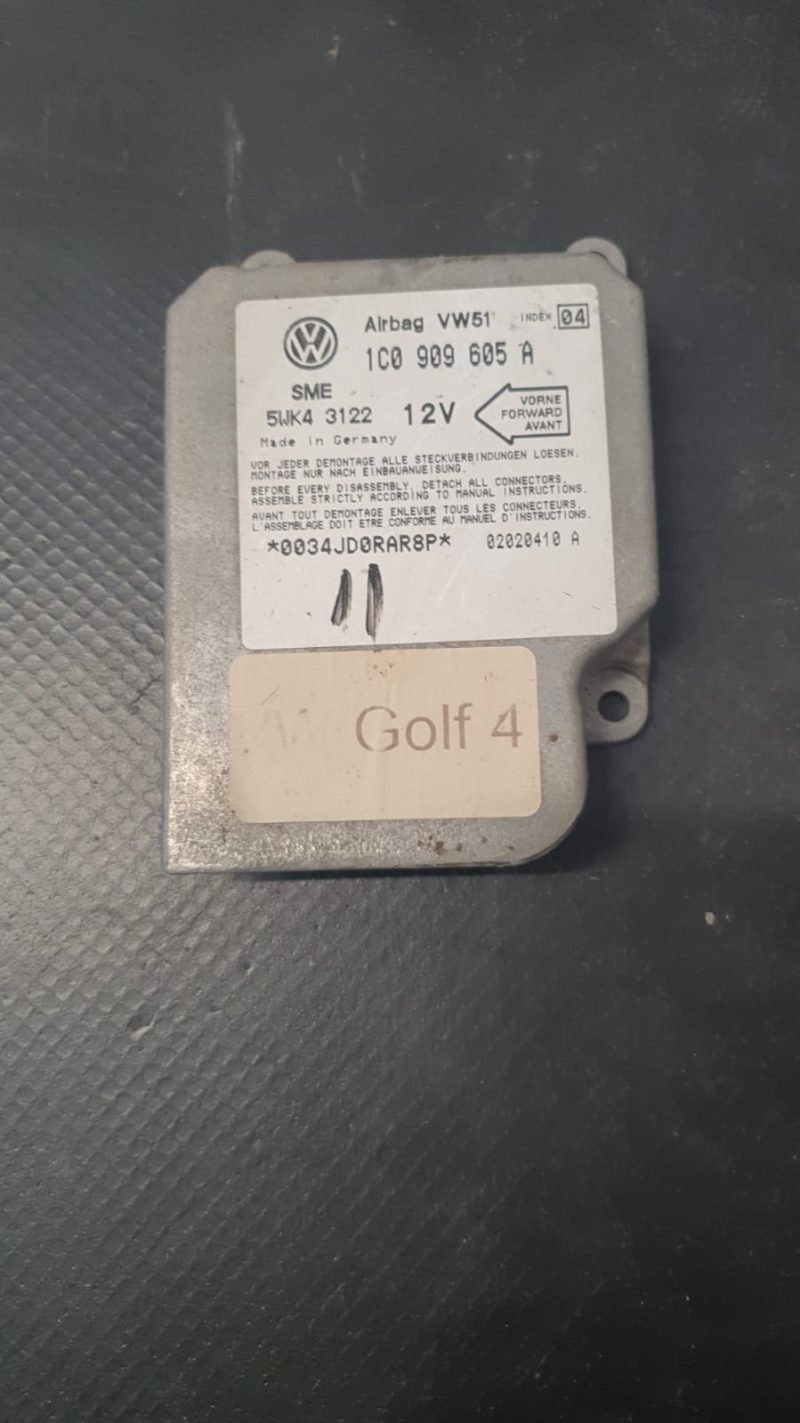 Airbag VW51 INDEX 04
1C0 909 605 A
SME
5WK4 3122 12V
VORNE
FORWARD
AVANT
Made in Germany
VOR JEDER DEMONTAGE ALLE STECKVERBINDUNGEN LOESEN.
MONTAGE NUR NACH EINBAUANWEISUNG.
BEFORE EVERY DISASSEMBLY, DETACH ALL CONNECTORS.
ASSEMBLE STRICTLY ACCORDING TO MANUAL INSTRUCTIONS.
AVANT TOUT DEMONTAGE ENLEVER TOUS LES CONNECTEURS.
L'ASSEMBLAGE DOIT ETRE CONFORME AU MANUEL D'INSTRUCTIONS.
*0034JD0RAR8P* 02020410 A
Golf 4